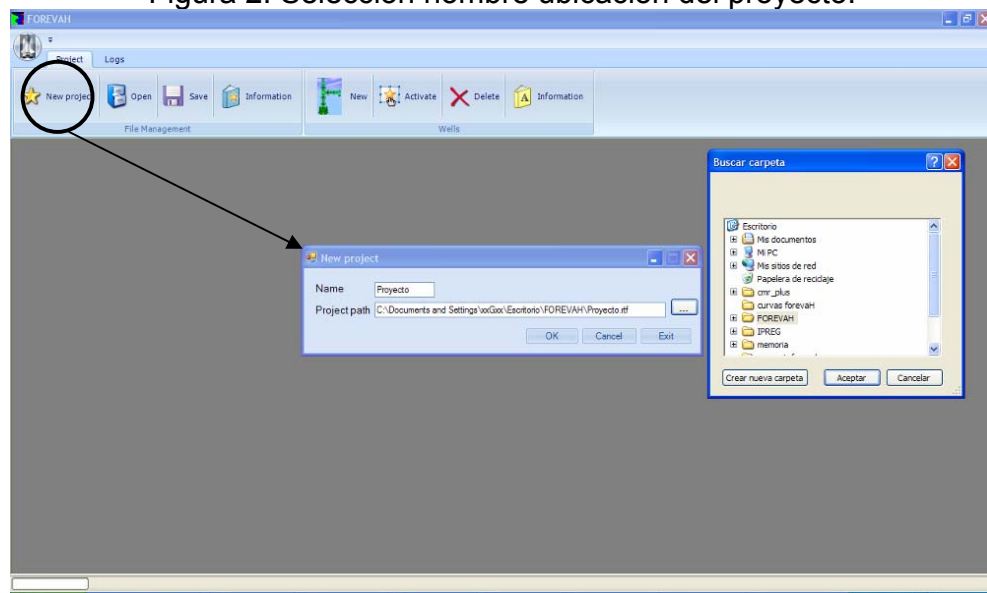 Figura 2. Selección nombre ubicación del proyecto.
FOREVAH
Project Logs
New project Open Save Information New Activate Delete Information
File Management Wells
Buscar carpeta
Escritorio
Mis documentos
Mi PC
Mis sitios de red
Papelera de reciclaje
cmr_plus
curvas forevaH
FOREVAH
IPREG
memoria
Crear nueva carpeta Aceptar Cancelar
New project
Name Proyecto
Project path C:\Documents and Settings\xxGxx\Escritorio\FOREVAH\Proyecto.rtf ...
OK Cancel Exit